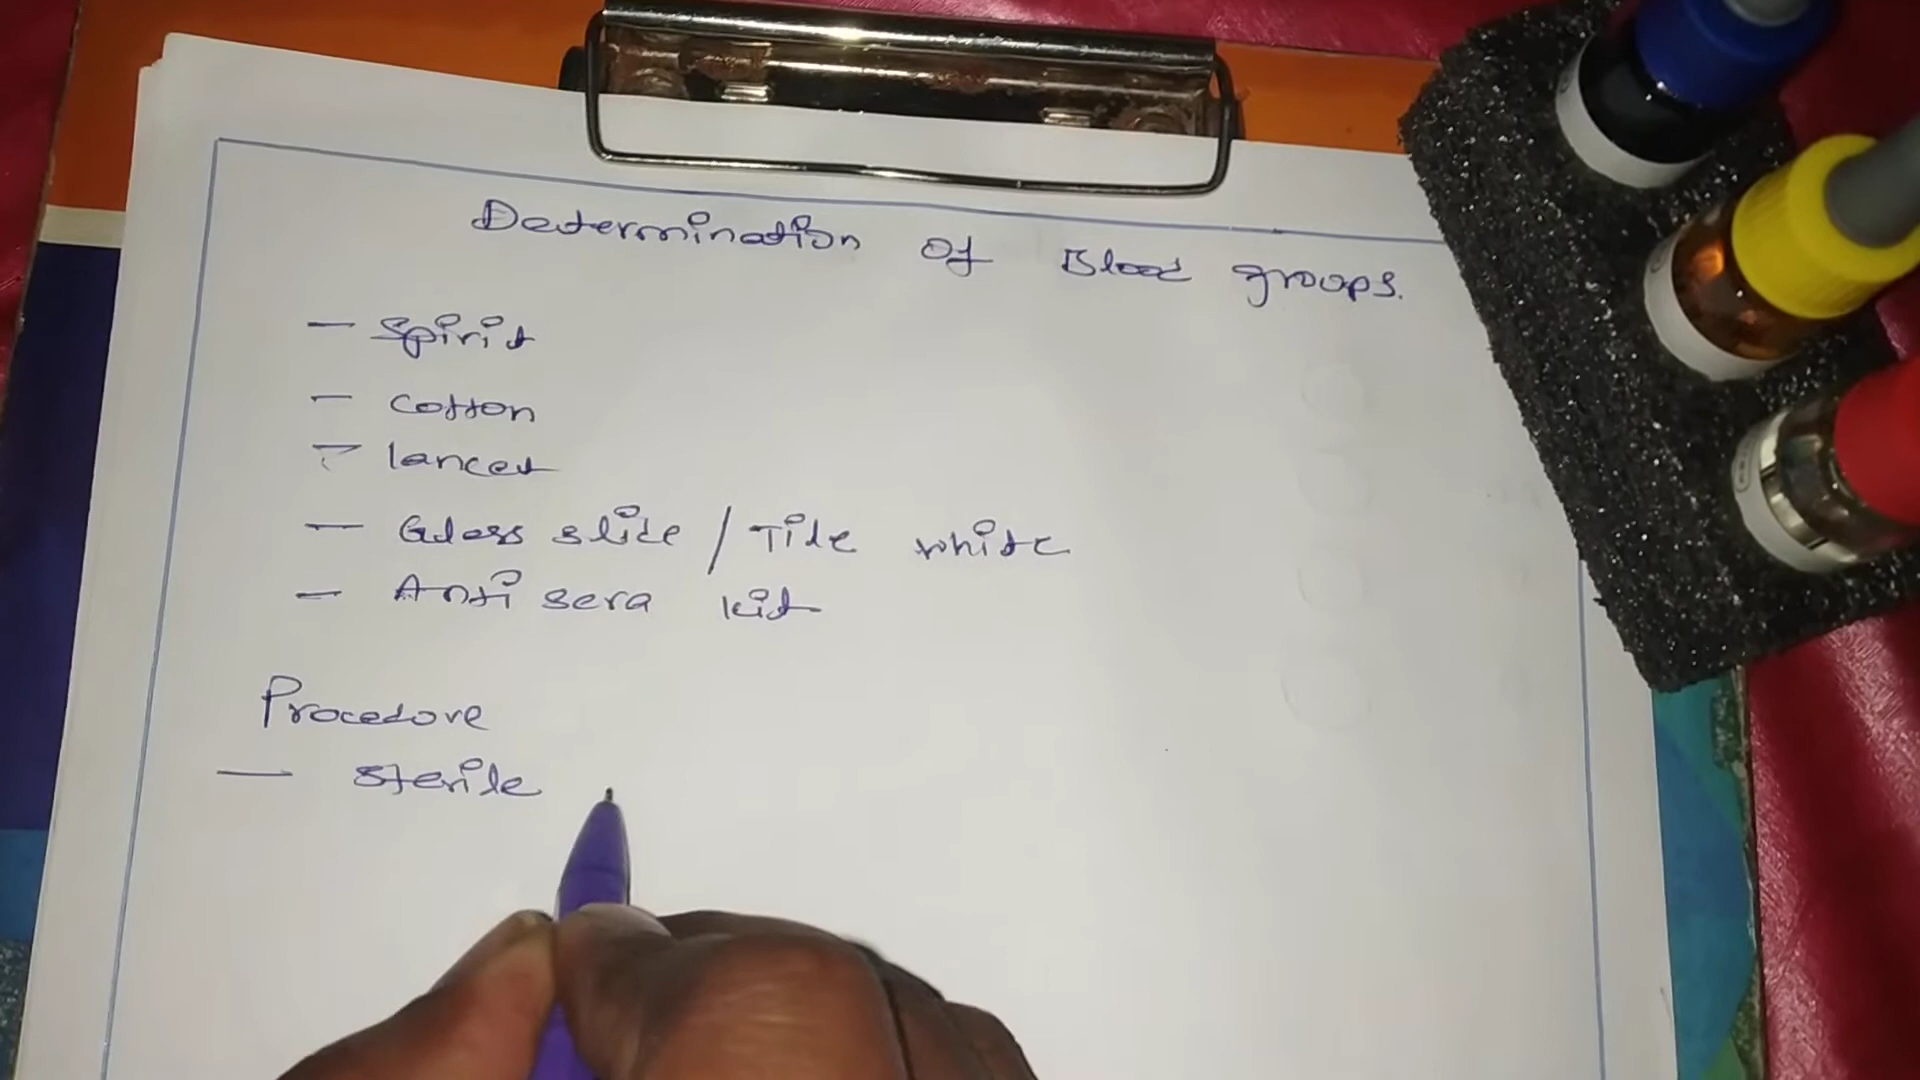 Determination Of Blood groups.
- Spirit
- cotton
- lancet
- Glass slide / Tile white
- Anti sera kit
Procedure
- sterile